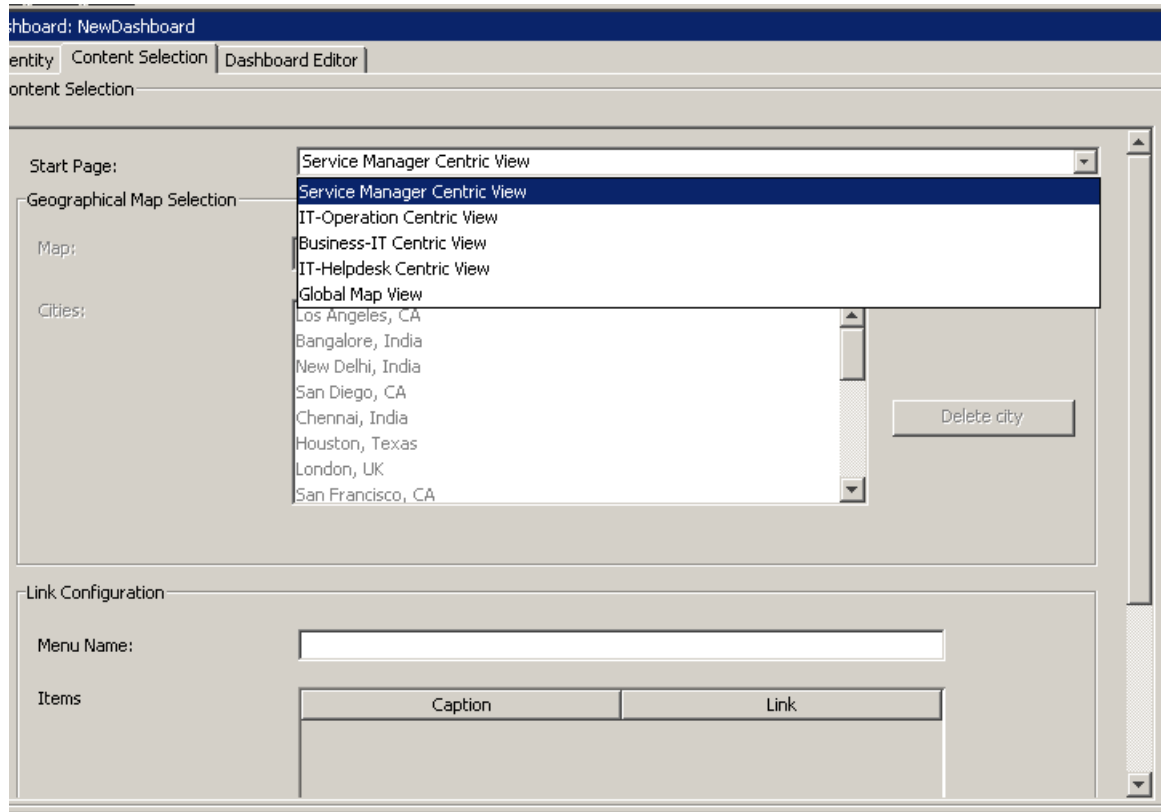 shboard: NewDashboard
entity Content Selection Dashboard Editor
ontent Selection
Start Page: Service Manager Centric View
Service Manager Centric View
Geographical Map Selection
IT-Operation Centric View
Map: Business-IT Centric View
IT-Helpdesk Centric View
Global Map View
Cities: Los Angeles, CA
Bangalore, India
New Delhi, India
San Diego, CA
Chennai, India
Delete city
Houston, Texas
London, UK
San Francisco, CA
Link Configuration
Menu Name:
Items Caption Link